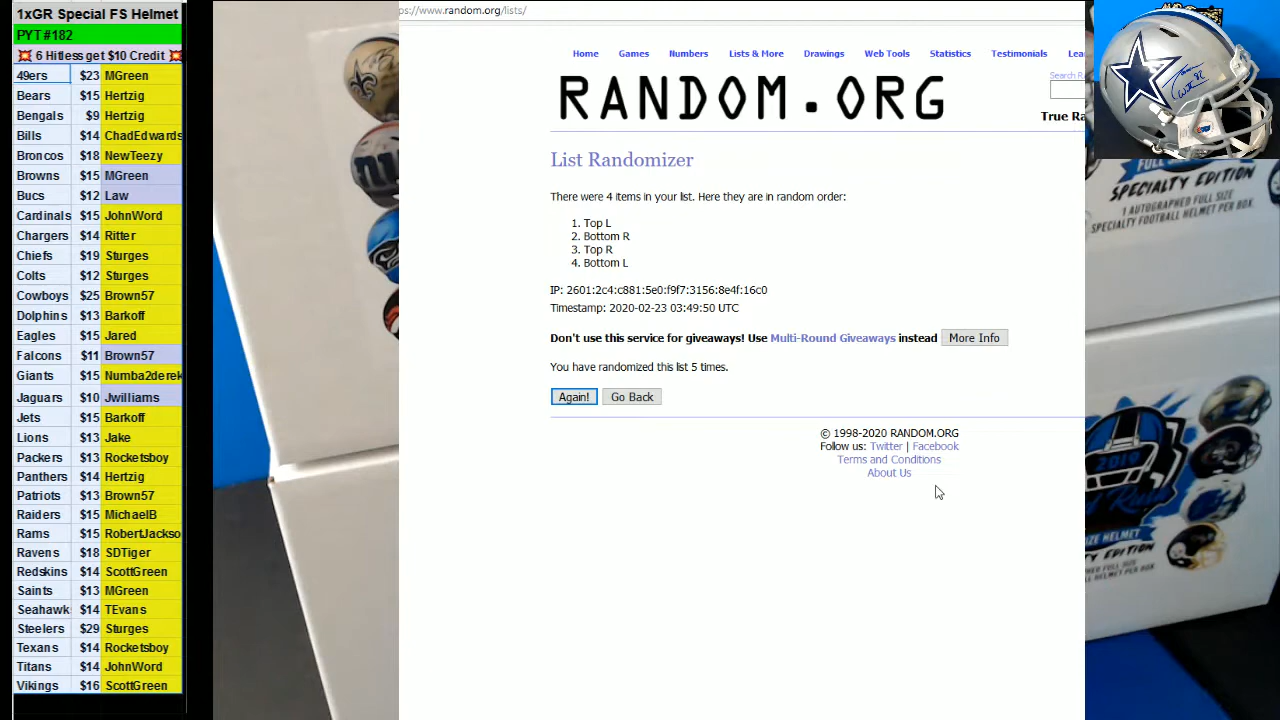 1xGR Special FS Helmet
PYT#182
6 Hitless get $10 Credit
49ers $23 MGreen
Bears $15 Hertzig
Bengals $9 Hertzig
Bills $14 ChadEdwards
Broncos $18 NewTeezy
Browns $15 MGreen
Bucs $12 Law
Cardinals $15 JohnWord
Chargers $14 Ritter
Chiefs $19 Sturges
Colts $12 Sturges
Cowboys $25 Brown57
Dolphins $13 Barkoff
Eagles $15 Jared
Falcons $11 Brown57
Giants $15 Numba2derek
Jaguars $10 Jwilliams
Jets $15 Barkoff
Lions $13 Jake
Packers $13 Rocketsboy
Panthers $14 Hertzig
Patriots $13 Brown57
Raiders $15 MichaelB
Rams $15 RobertJackso
Ravens $18 SDTiger
Redskins $14 ScottGreen
Saints $13 MGreen
Seahawk $14 TEvans
Steelers $29 Sturges
Texans $14 Rocketsboy
Titans $14 JohnWord
Vikings $16 ScottGreen
ps://www.random.org/lists/
Home Games Numbers Lists & More Drawings Web Tools Statistics Testimonials Lea
RANDOM.ORG
Search R
True Ra
List Randomizer
There were 4 items in your list. Here they are in random order:
1. Top L
2. Bottom R
3. Top R
4. Bottom L
IP: 2601:2c4:c881:5e0:f9f7:3156:8e4f:16c0
Timestamp: 2020-02-23 03:49:50 UTC
Don't use this service for giveaways! Use Multi-Round Giveaways instead More Info
You have randomized this list 5 times.
Again! Go Back
© 1998-2020 RANDOM.ORG
Follow us: Twitter | Facebook
Terms and Conditions
About Us
SPECIALTY EDITION
1 AUTOGRAPHED FULL SIZE
SPECIALTY FOOTBALL HELMET PER BOX
2019